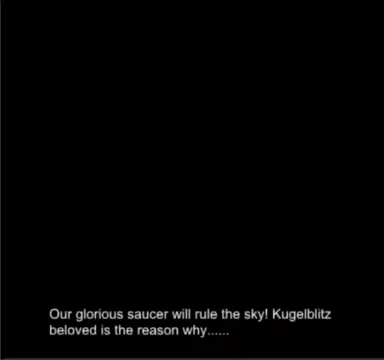 Our glorious saucer will rule the sky! Kugelblitz
beloved is the reason why......